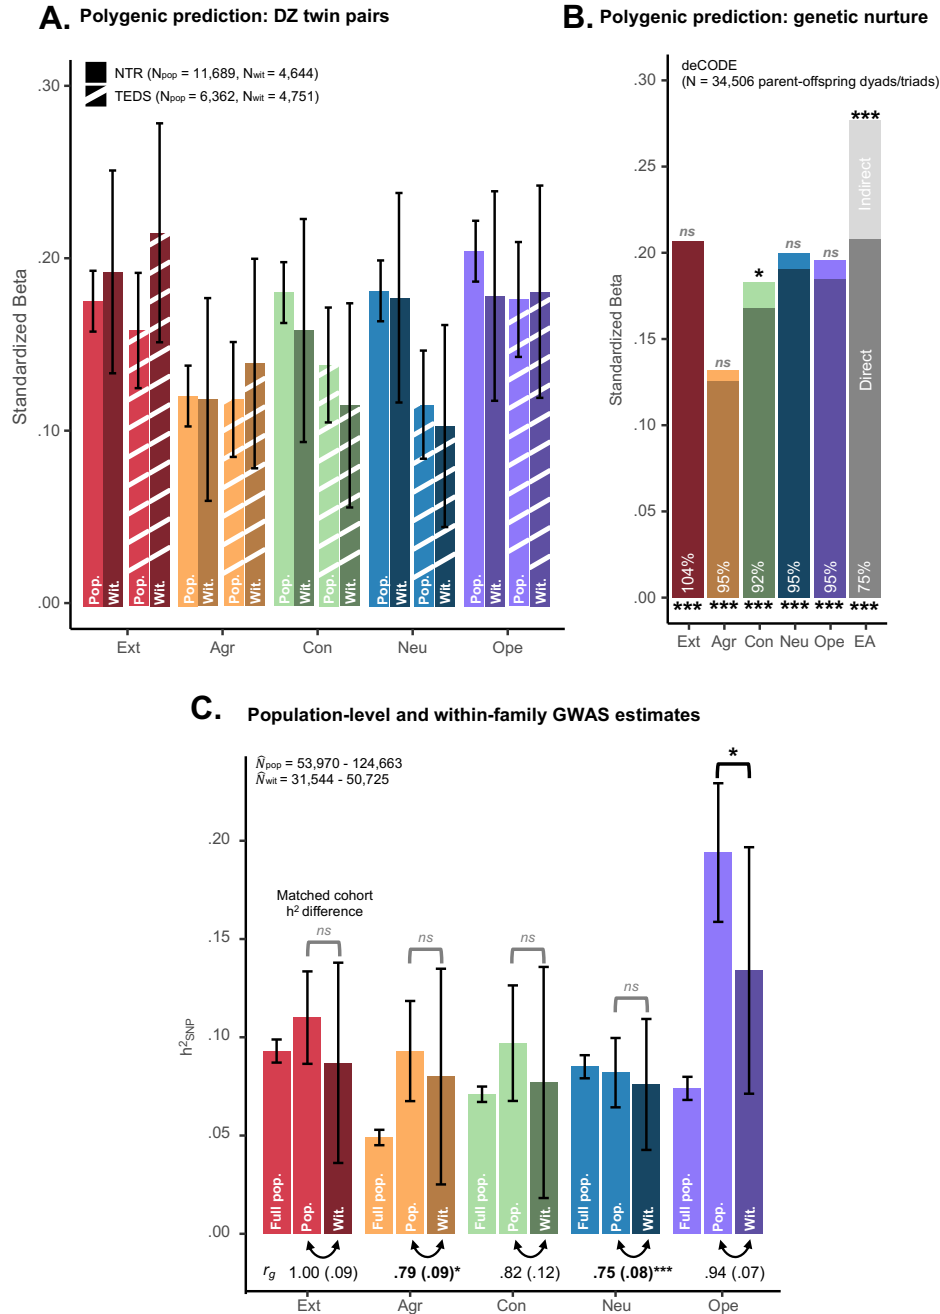 A. Polygenic prediction: DZ twin pairs
NTR (Npop = 11,689, Nwit = 4,644)
TEDS (Npop = 6,362, Nwit = 4,751)
Standardized Beta
.30
.20
.10
.00
Pop. Wit. Pop. Wit. Pop. Wit. Pop. Wit. Pop. Wit. Pop. Wit. Pop. Wit. Pop. Wit. Pop. Wit. Pop. Wit.
Ext Agr Con Neu Ope
B. Polygenic prediction: genetic nurture
deCODE
(N = 34,506 parent-offspring dyads/triads)
Standardized Beta
.30
.20
.10
.00
ns ns * ns ns ***
Indirect
Direct
104% 95% 92% 95% 95% 75%
*** *** *** *** *** ***
Ext Agr Con Neu Ope EA
C. Population-level and within-family GWAS estimates
N̂pop = 53,970 - 124,663
N̂wit = 31,544 - 50,725
h²SNP
.20
.15
.10
.05
.00
Matched cohort
h² difference
ns ns ns ns *
Full pop. Pop. Wit. Full pop. Pop. Wit. Full pop. Pop. Wit. Full pop. Pop. Wit. Full pop. Pop. Wit.
rg 1.00 (.09) .79 (.09)* .82 (.12) .75 (.08)*** .94 (.07)
Ext Agr Con Neu Ope